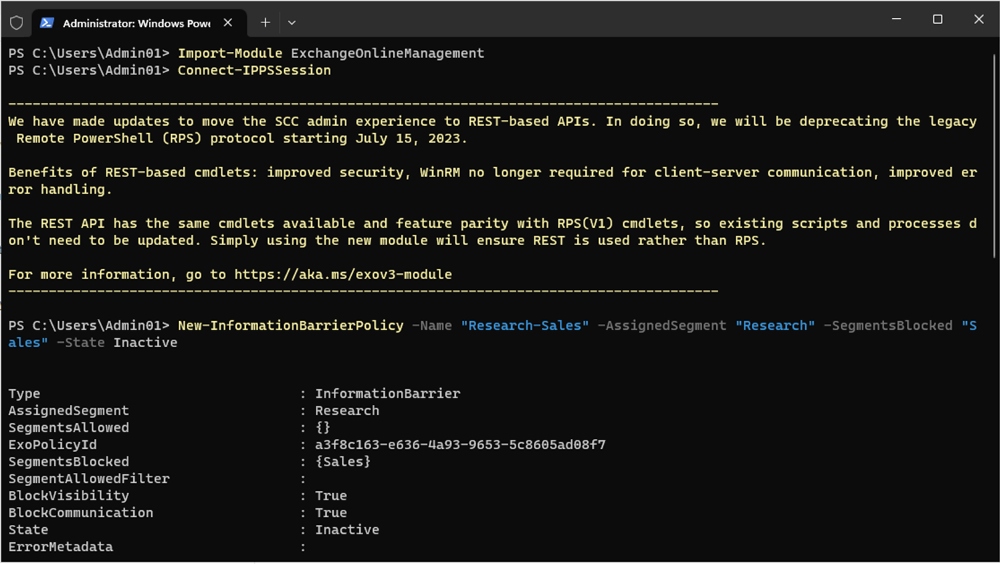 Administrator: Windows Powe
PS C:\Users\Admin01> Import-Module ExchangeOnlineManagement
PS C:\Users\Admin01> Connect-IPPSSession
----------------------------------------------------------------------------------------
We have made updates to move the SCC admin experience to REST-based APIs. In doing so, we will be deprecating the legacy
Remote PowerShell (RPS) protocol starting July 15, 2023.
Benefits of REST-based cmdlets: improved security, WinRM no longer required for client-server communication, improved er
ror handling.
The REST API has the same cmdlets available and feature parity with RPS(V1) cmdlets, so existing scripts and processes d
on't need to be updated. Simply using the new module will ensure REST is used rather than RPS.
For more information, go to https://aka.ms/exov3-module
----------------------------------------------------------------------------------------
PS C:\Users\Admin01> New-InformationBarrierPolicy -Name "Research-Sales" -AssignedSegment "Research" -SegmentsBlocked "S
ales" -State Inactive
Type : InformationBarrier
AssignedSegment : Research
SegmentsAllowed : {}
ExoPolicyId : a3f8c163-e636-4a93-9653-5c8605ad08f7
SegmentsBlocked : {Sales}
SegmentAllowedFilter :
BlockVisibility : True
BlockCommunication : True
State : Inactive
ErrorMetadata :